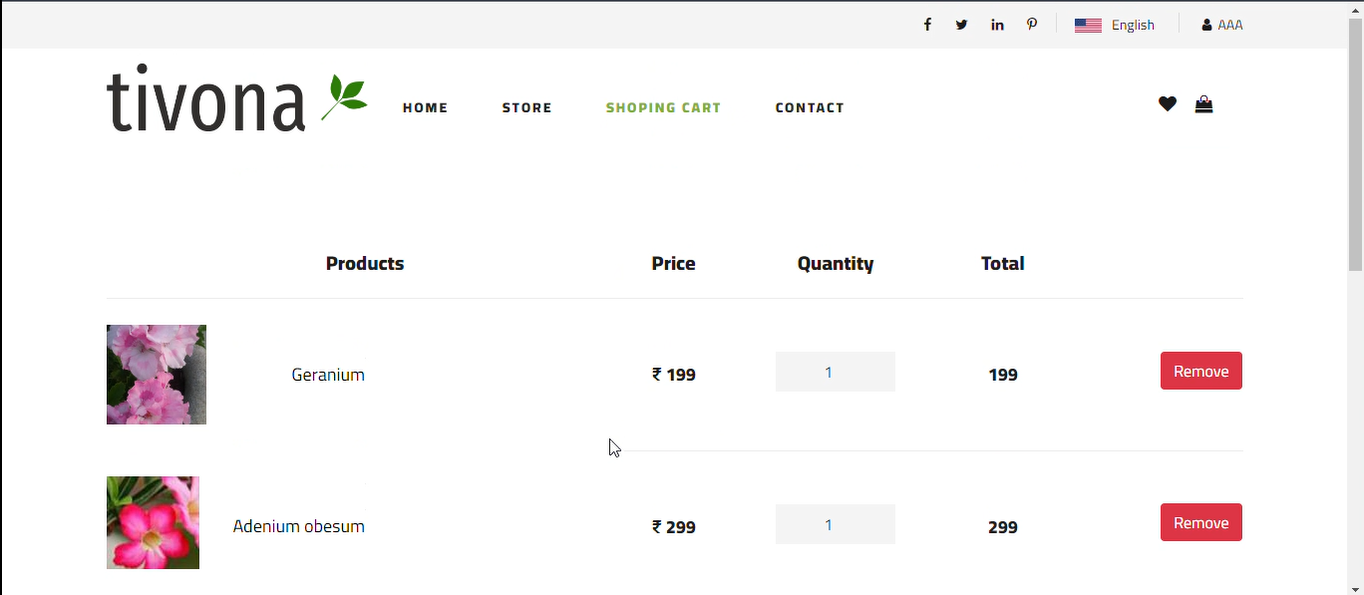 English AAA
tivona HOME STORE SHOPING CART CONTACT
Products Price Quantity Total
Geranium ₹ 199 1 199 Remove
Adenium obesum ₹ 299 1 299 Remove